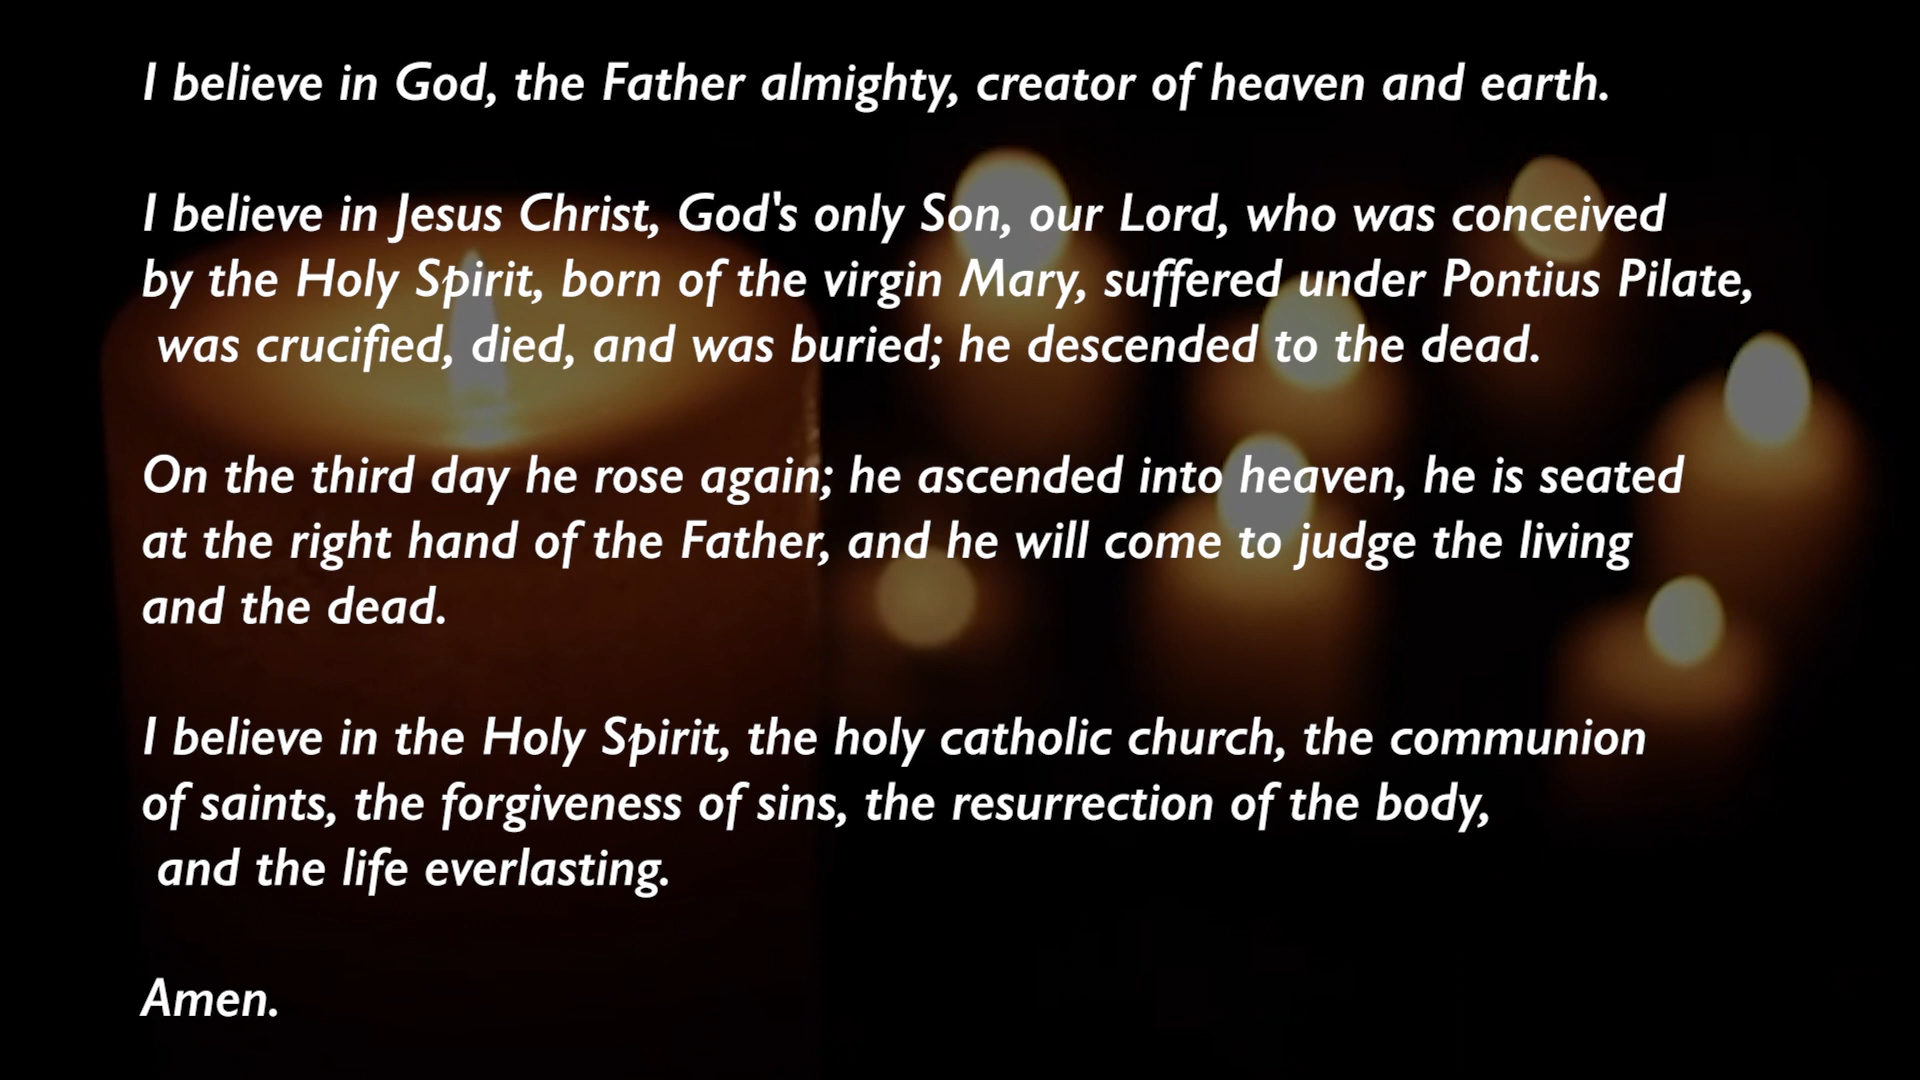 I believe in God, the Father almighty, creator of heaven and earth.
I believe in Jesus Christ, God's only Son, our Lord, who was conceived
by the Holy Spirit, born of the virgin Mary, suffered under Pontius Pilate,
was crucified, died, and was buried; he descended to the dead.
On the third day he rose again; he ascended into heaven, he is seated
at the right hand of the Father, and he will come to judge the living
and the dead.
I believe in the Holy Spirit, the holy catholic church, the communion
of saints, the forgiveness of sins, the resurrection of the body,
and the life everlasting.
Amen.